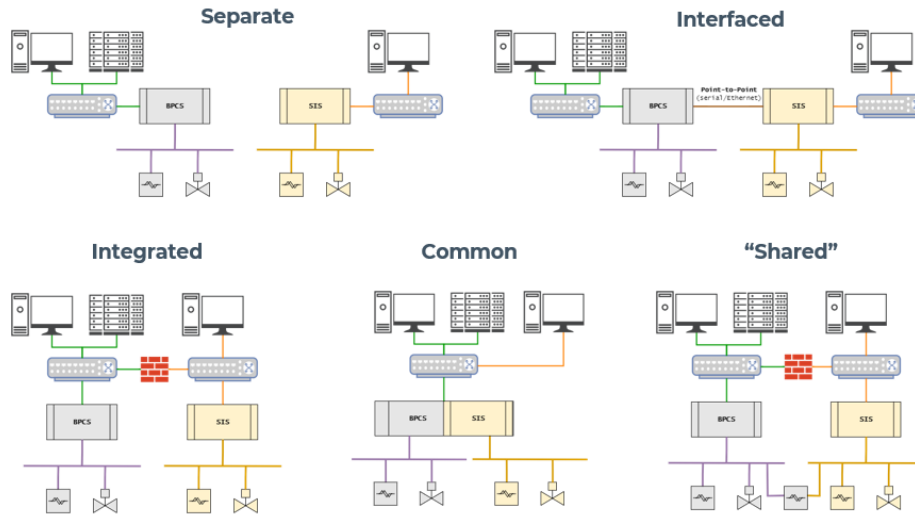 Separate
Interfaced
BPCS
SIS
BPCS
Point-to-Point
(serial/Ethernet)
SIS
Integrated
Common
“Shared”
BPCS
SIS
BPCS
SIS
BPCS
SIS